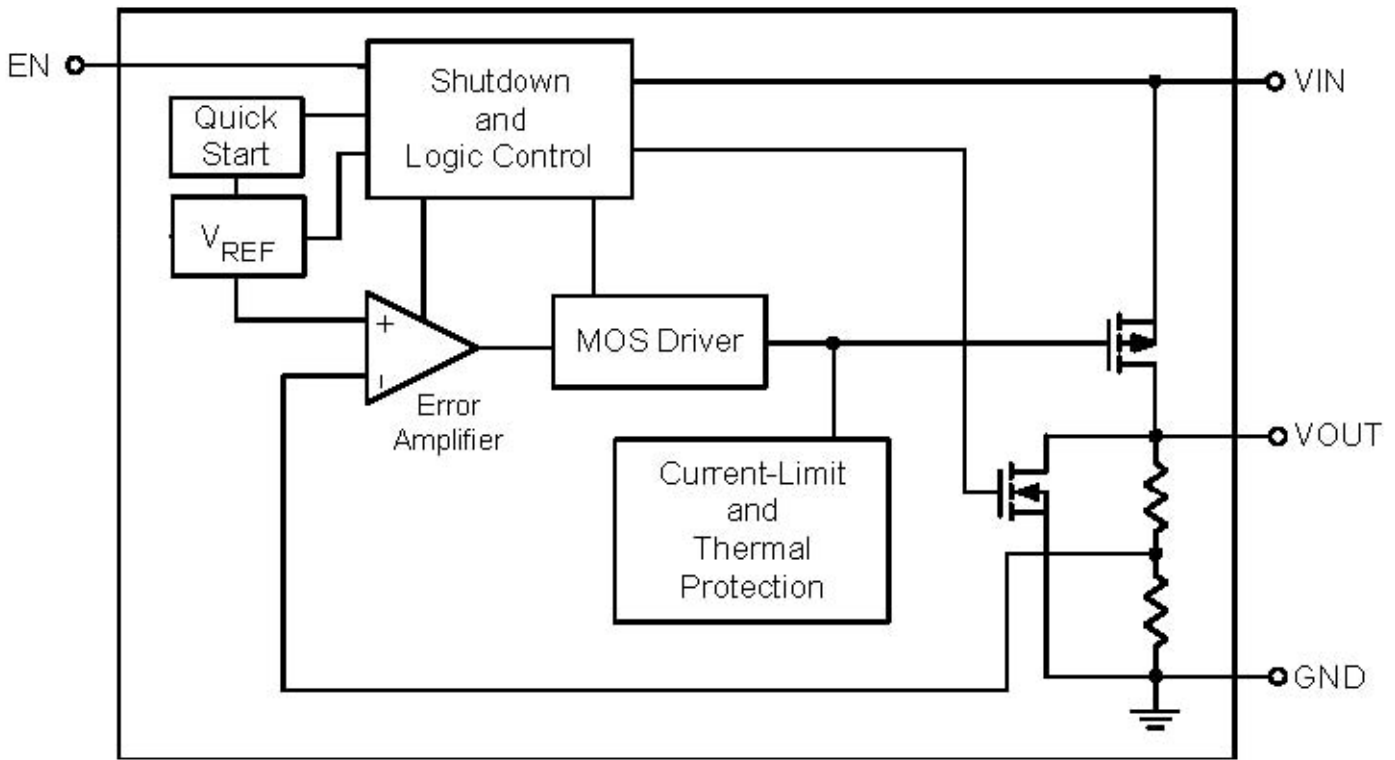 EN
Shutdown
and
Logic Control
VIN
Quick
Start
VREF
+
-
MOS Driver
Error
Amplifier
VOUT
Current-Limit
and
Thermal
Protection
GND